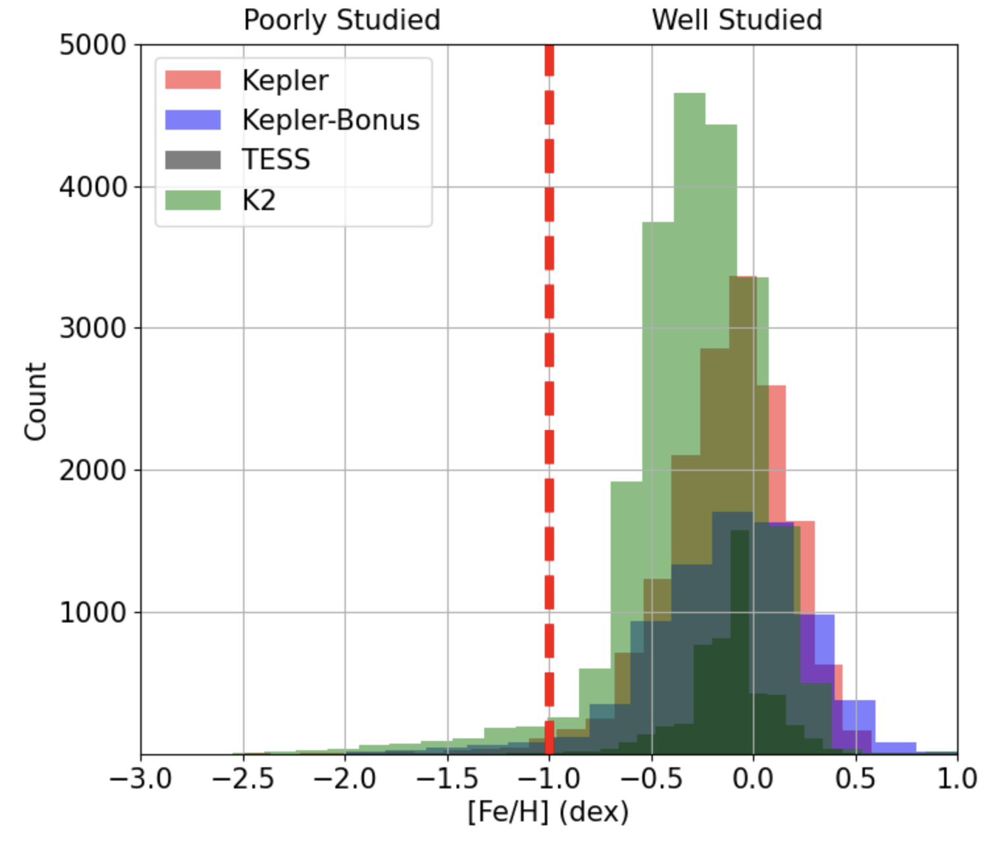 Poorly Studied
Well Studied
5000
4000
3000
2000
1000
Kepler
Kepler-Bonus
TESS
K2
Count
−3.0 −2.5 −2.0 −1.5 −1.0 −0.5 0.0 0.5 1.0
[Fe/H] (dex)